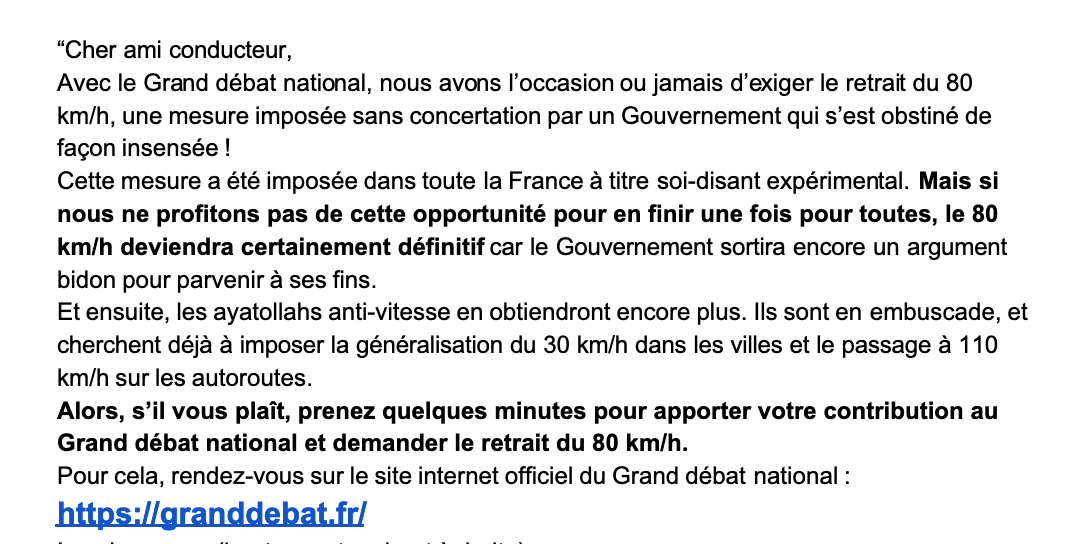 “Cher ami conducteur,
Avec le Grand débat national, nous avons l’occasion ou jamais d’exiger le retrait du 80
km/h, une mesure imposée sans concertation par un Gouvernement qui s’est obstiné de
façon insensée !
Cette mesure a été imposée dans toute la France à titre soi-disant expérimental. Mais si
nous ne profitons pas de cette opportunité pour en finir une fois pour toutes, le 80
km/h deviendra certainement définitif car le Gouvernement sortira encore un argument
bidon pour parvenir à ses fins.
Et ensuite, les ayatollahs anti-vitesse en obtiendront encore plus. Ils sont en embuscade, et
cherchent déjà à imposer la généralisation du 30 km/h dans les villes et le passage à 110
km/h sur les autoroutes.
Alors, s’il vous plaît, prenez quelques minutes pour apporter votre contribution au
Grand débat national et demander le retrait du 80 km/h.
Pour cela, rendez-vous sur le site internet officiel du Grand débat national :
https://granddebat.fr/